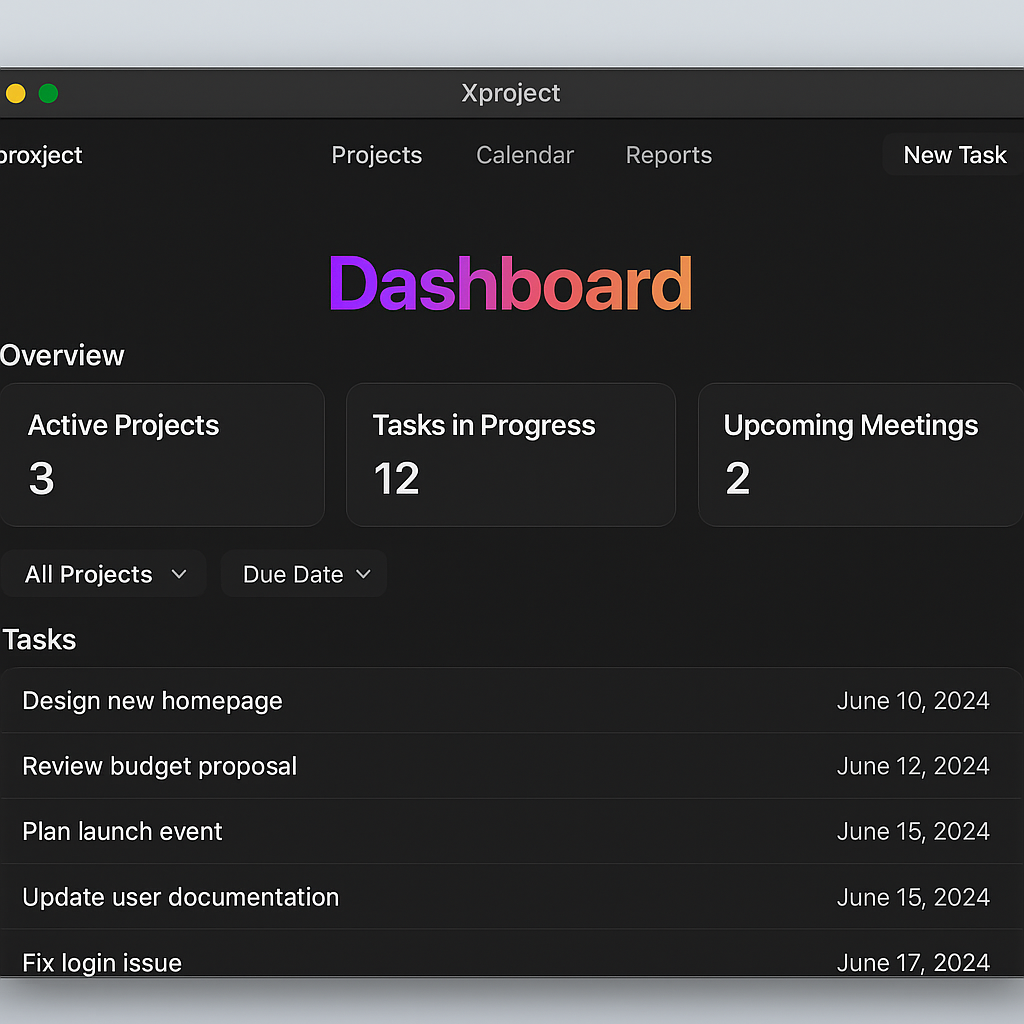 Xproject
proxject Projects Calendar Reports New Task
Dashboard
Overview
Active Projects Tasks in Progress Upcoming Meetings
3 12 2
All Projects Due Date
Tasks
Design new homepage June 10, 2024
Review budget proposal June 12, 2024
Plan launch event June 15, 2024
Update user documentation June 15, 2024
Fix login issue June 17, 2024